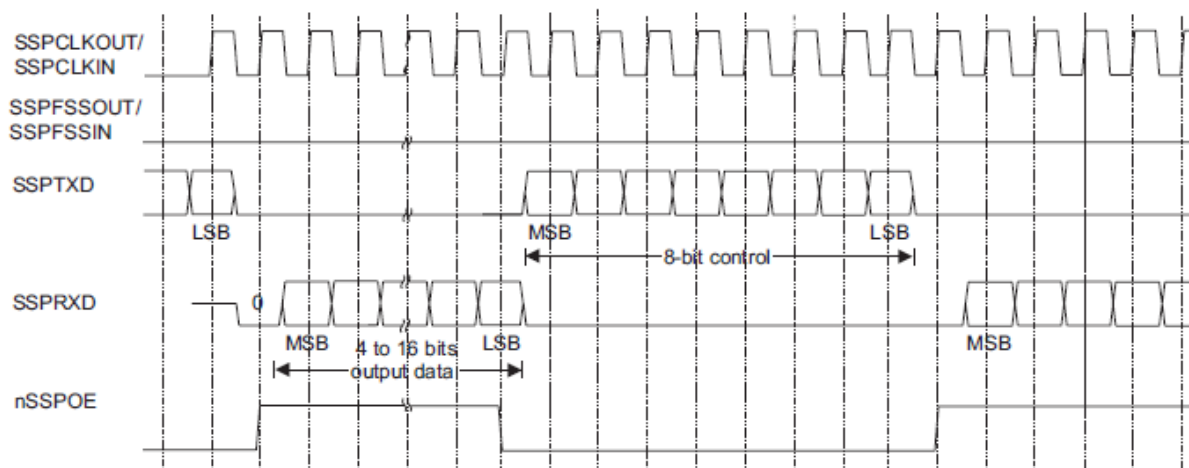 SSPCLKOUT/
SSPCLKIN
SSPFSSOUT/
SSPFSSIN
SSPTXD
LSB
MSB
LSB
8-bit control
SSPRXD
0
MSB
4 to 16 bits
LSB
output data
MSB
nSSPOE